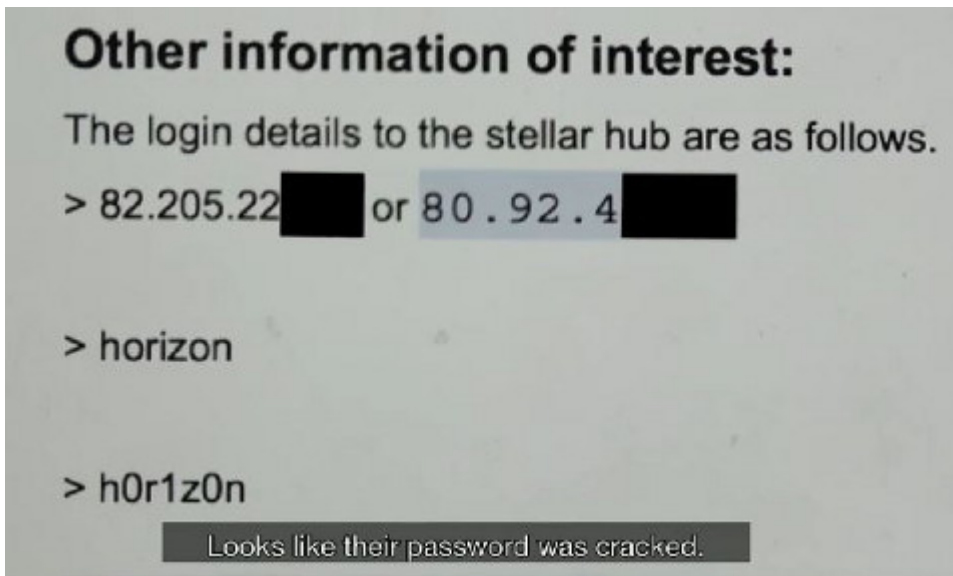 Other information of interest:
The login details to the stellar hub are as follows.
> 82.205.22 or 80.92.4
> horizon
> h0r1z0n
Looks like their password was cracked.